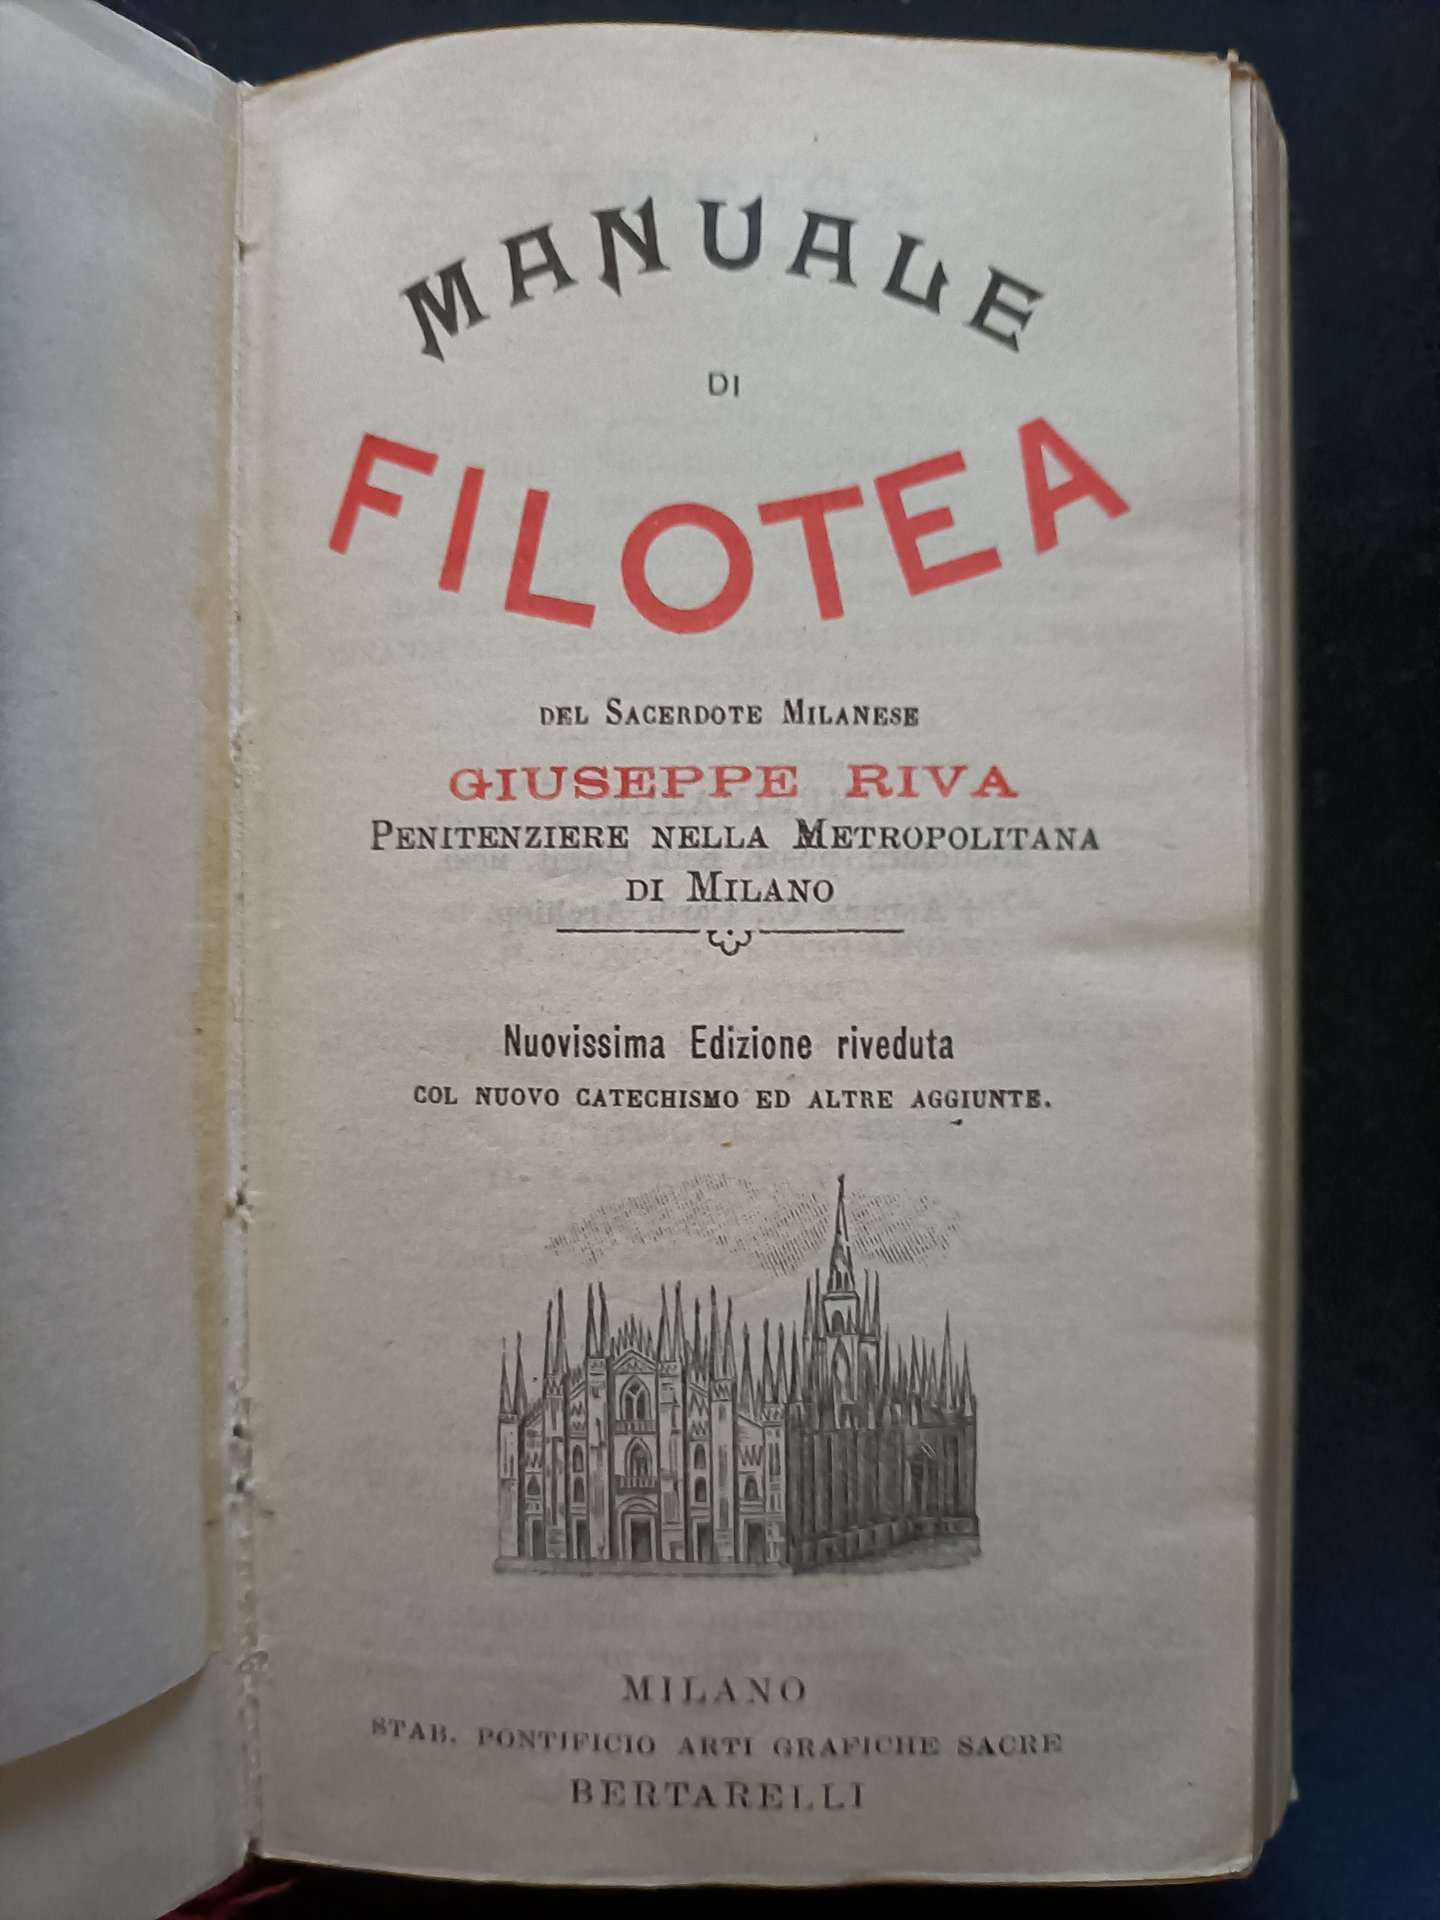 MANUALE
DI
FILOTEA
DEL SACERDOTE MILANESE
GIUSEPPE RIVA
PENITENZIERE NELLA METROPOLITANA
DI MILANO
Nuovissima Edizione riveduta
COL NUOVO CATECHISMO ED ALTRE AGGIUNTE.
MILANO
STAB. PONTIFICIO ARTI GRAFICHE SACRE
BERTARELLI